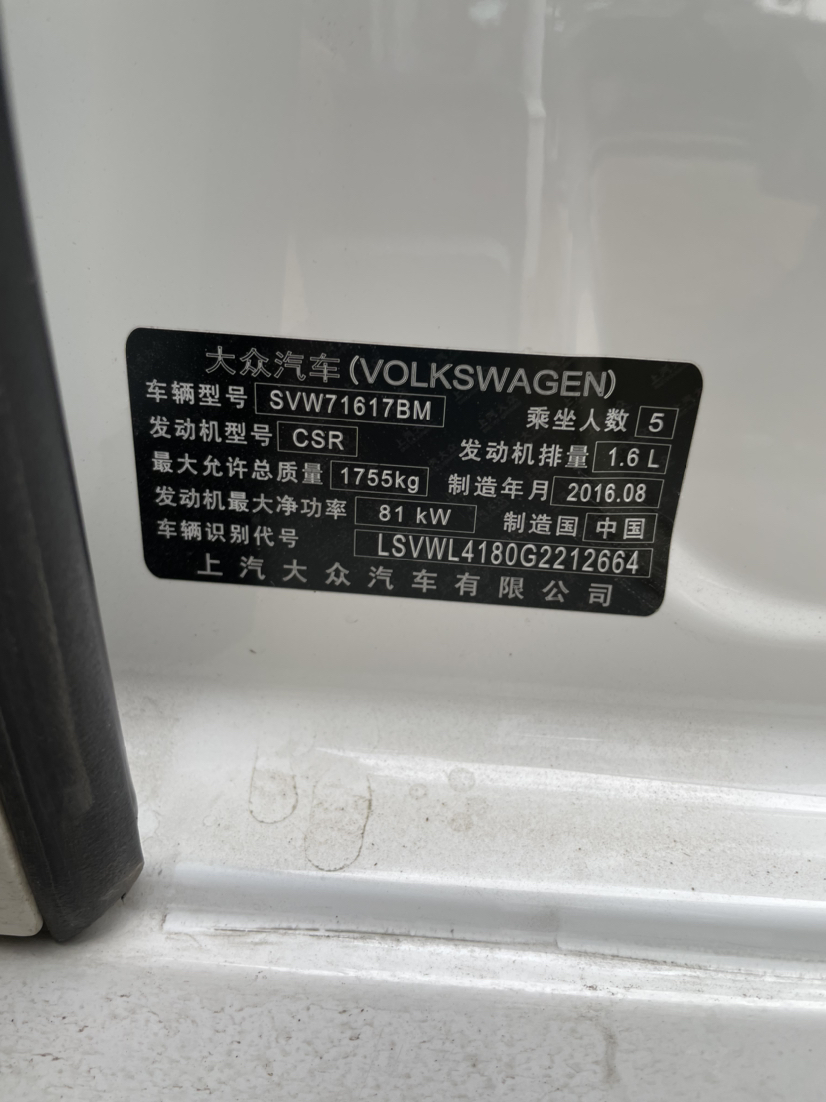 大众汽车(VOLKSWAGEN)
车辆型号 SVW71617BM 乘坐人数 5
发动机型号 CSR 发动机排量 1.6 L
最大允许总质量 1755kg 制造年月 2016.08
发动机最大净功率 81 kW 制造国 中国
车辆识别代号 LSVWL4180G2212664
上汽大众汽车有限公司